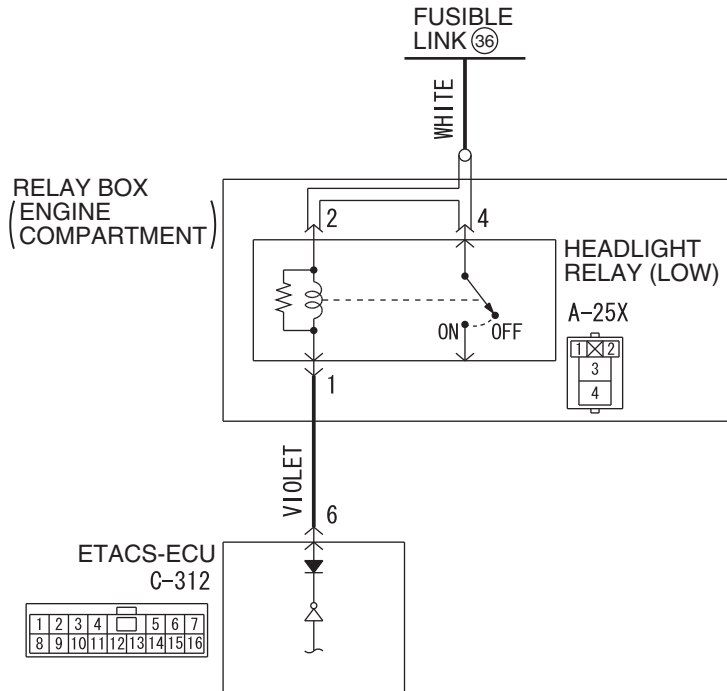 FUSIBLE
LINK 36
WHITE
RELAY BOX
(ENGINE
COMPARTMENT)
2
4
HEADLIGHT
RELAY (LOW)
A-25X
ON
OFF
1 2
3
4
1
VIOLET
6
ETACS-ECU
C-312
1 2 3 4 5 6 7
8 9 10 11 12 13 14 15 16